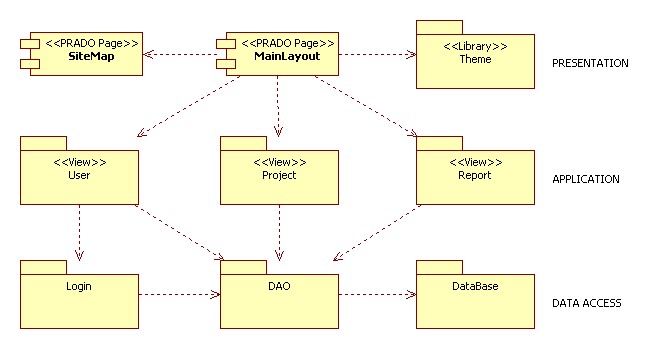 <<PRADO Page>>
SiteMap
<<PRADO Page>>
MainLayout
<<Library>>
Theme
PRESENTATION
<<View>>
User
<<View>>
Project
<<View>>
Report
APPLICATION
Login
DAO
DataBase
DATA ACCESS